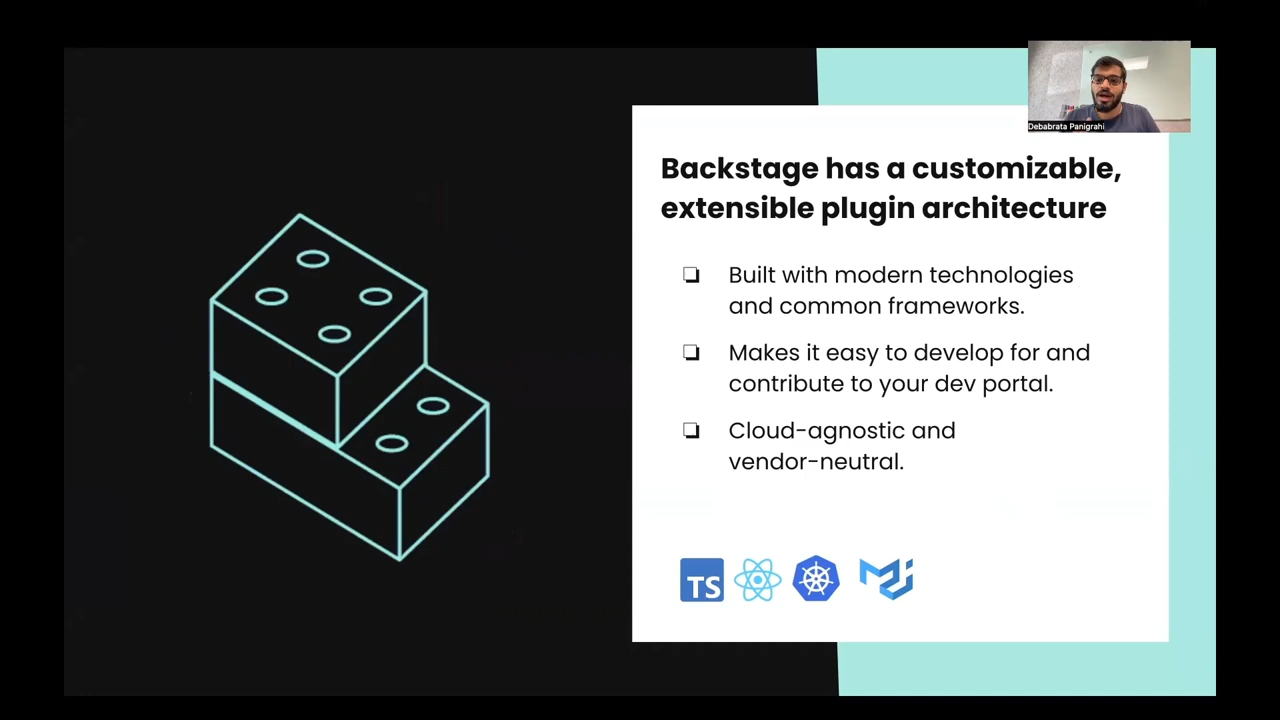 Debabrata Panigrahi
Backstage has a customizable,
extensible plugin architecture
❏ Built with modern technologies
and common frameworks.
❏ Makes it easy to develop for and
contribute to your dev portal.
❏ Cloud-agnostic and
vendor-neutral.
TS